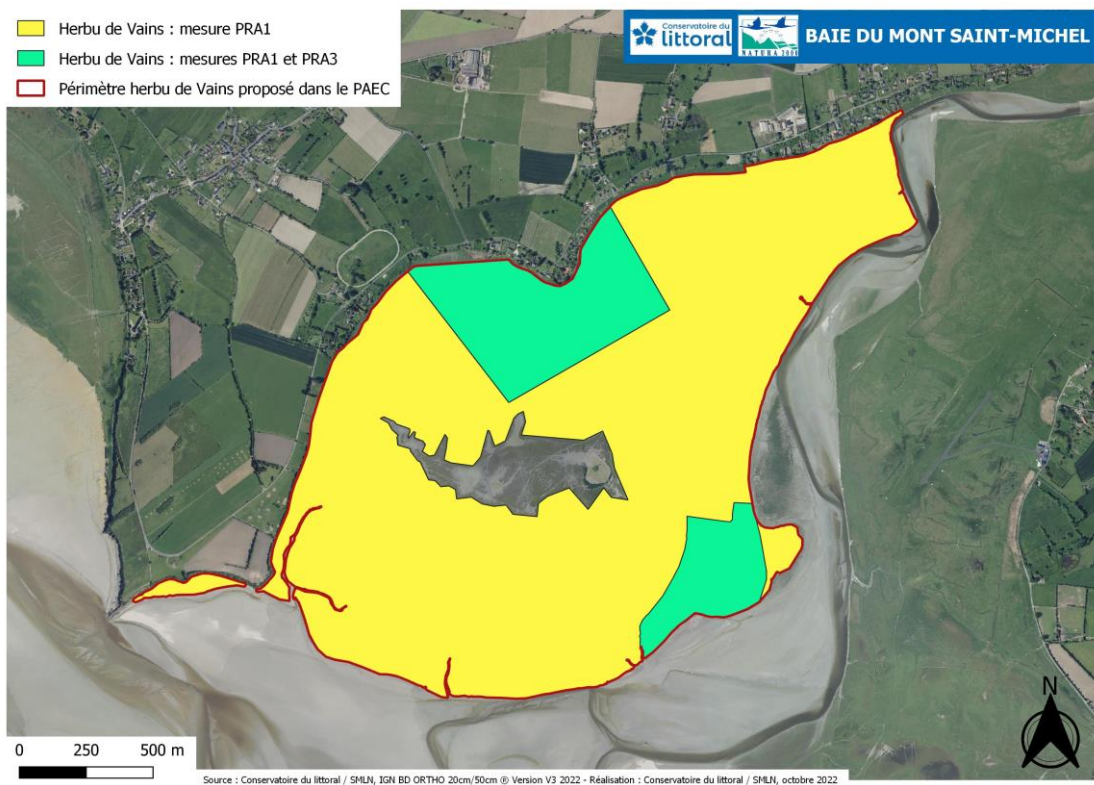 Herbu de Vains : mesure PRA1
Herbu de Vains : mesures PRA1 et PRA3
Périmètre herbu de Vains proposé dans le PAEC
Conservatoire du
littoral
NATURA 2000
BAIE DU MONT SAINT-MICHEL
N
0 250 500 m
Source : Conservatoire du littoral / SMLN, IGN BD ORTHO 20cm/50cm ® Version V3 2022 - Réalisation : Conservatoire du littoral / SMLN, octobre 2022